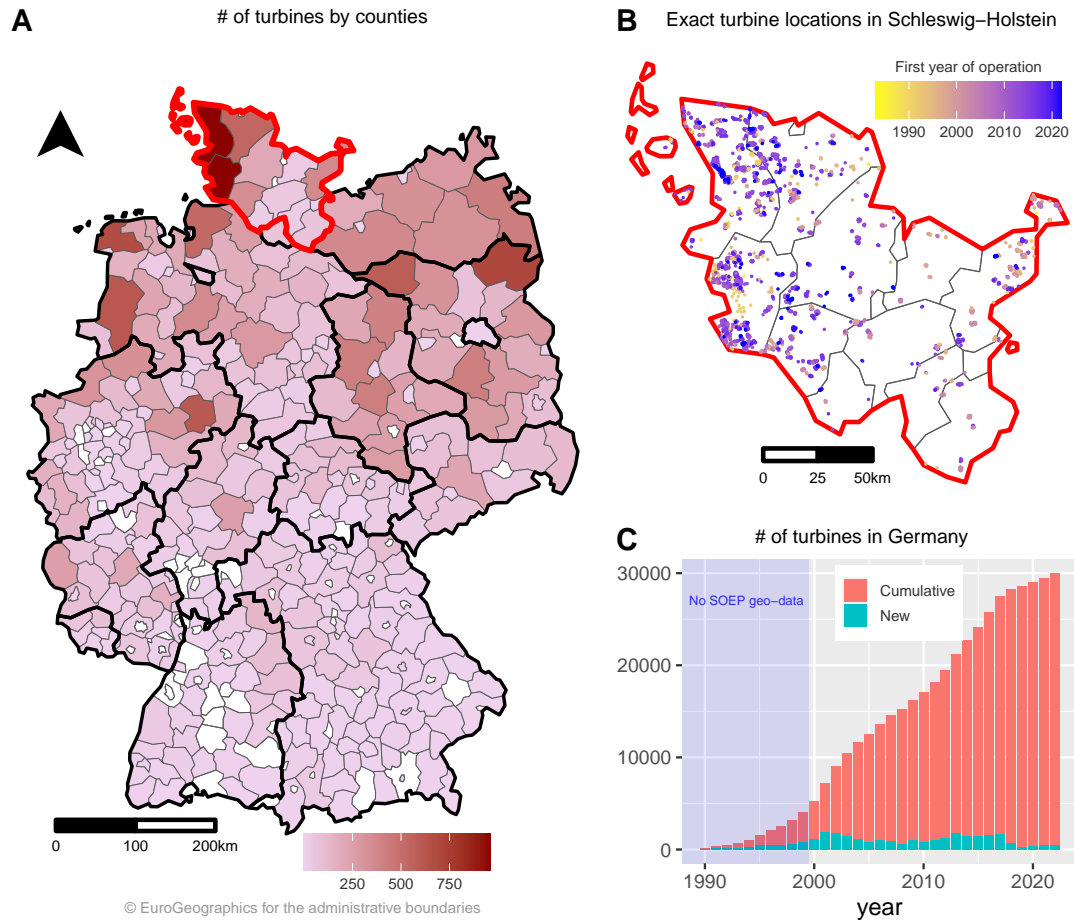 A
# of turbines by counties
0
100
200km
250
500
750
© EuroGeographics for the administrative boundaries
B
Exact turbine locations in Schleswig−Holstein
First year of operation
1990
2000
2010
2020
0
25
50km
C
# of turbines in Germany
30000
20000
10000
0
No SOEP geo−data
Cumulative
New
1990
2000
2010
2020
year